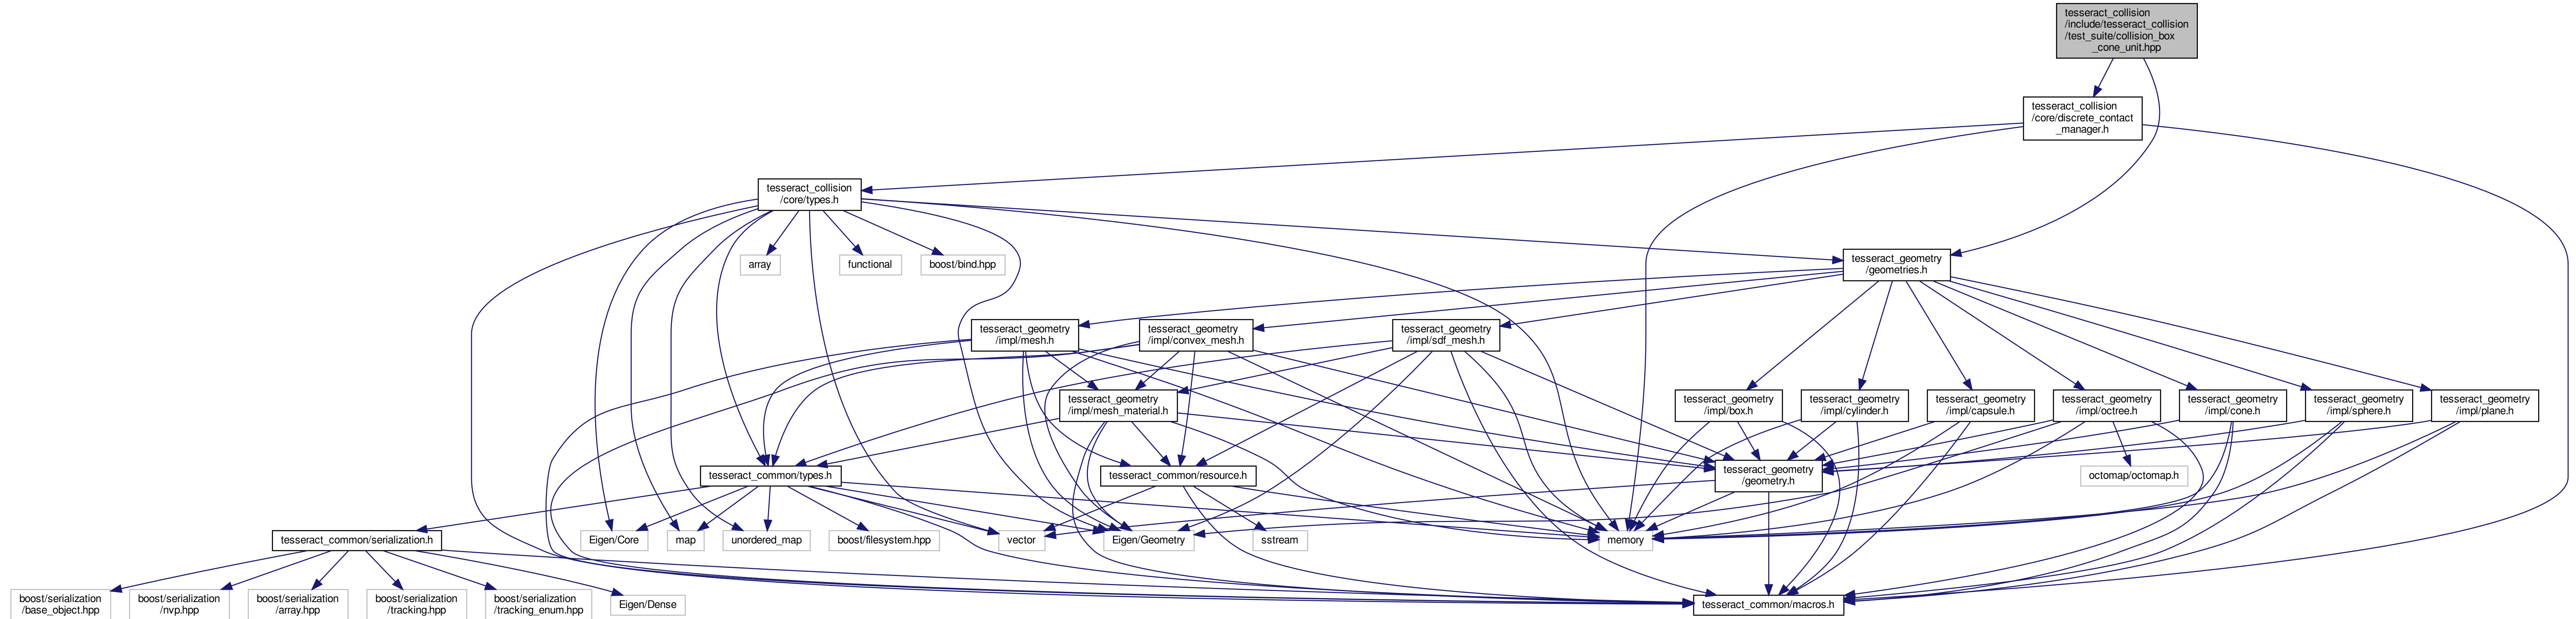 tesseract_collision
/include/tesseract_collision
/test_suite/collision_box
_cone_unit.hpp
tesseract_collision
/core/discrete_contact
_manager.h
tesseract_collision
/core/types.h
array
functional
boost/bind.hpp
tesseract_geometry
/geometries.h
tesseract_geometry
/impl/mesh.h
tesseract_geometry
/impl/convex_mesh.h
tesseract_geometry
/impl/sdf_mesh.h
tesseract_geometry
/impl/mesh_material.h
tesseract_geometry
/impl/box.h
tesseract_geometry
/impl/cylinder.h
tesseract_geometry
/impl/capsule.h
tesseract_geometry
/impl/octree.h
tesseract_geometry
/impl/cone.h
tesseract_geometry
/impl/sphere.h
tesseract_geometry
/impl/plane.h
tesseract_common/types.h
tesseract_common/resource.h
tesseract_geometry
/geometry.h
octomap/octomap.h
tesseract_common/serialization.h
Eigen/Core
map
unordered_map
boost/filesystem.hpp
vector
Eigen/Geometry
sstream
memory
boost/serialization
/base_object.hpp
boost/serialization
/nvp.hpp
boost/serialization
/array.hpp
boost/serialization
/tracking.hpp
boost/serialization
/tracking_enum.hpp
Eigen/Dense
tesseract_common/macros.h